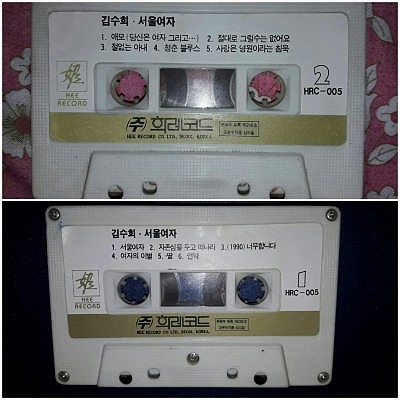 김수희 · 서울여자
1. 애모 (당신은 여자 그리고…) 2. 절대로 그럴수는 없어요
3. 철없는 아내 4. 청춘 블루스 5. 사랑은 영원이라는 침묵
2
HRC-005
HEE
RECORD
㈜ 희레코드
HEE RECORD CO LTD, SEOUL KOREA.
김수희 · 서울여자
1. 서울여자 2. 자존심을 두고 떠나라 3. (1990) 너무합니다
4. 여자의 이별 5. 딸 6. 언약
1
HRC-005
HEE
RECORD
㈜ 희레코드
HEE RECORD CO LTD, SEOUL KOREA.